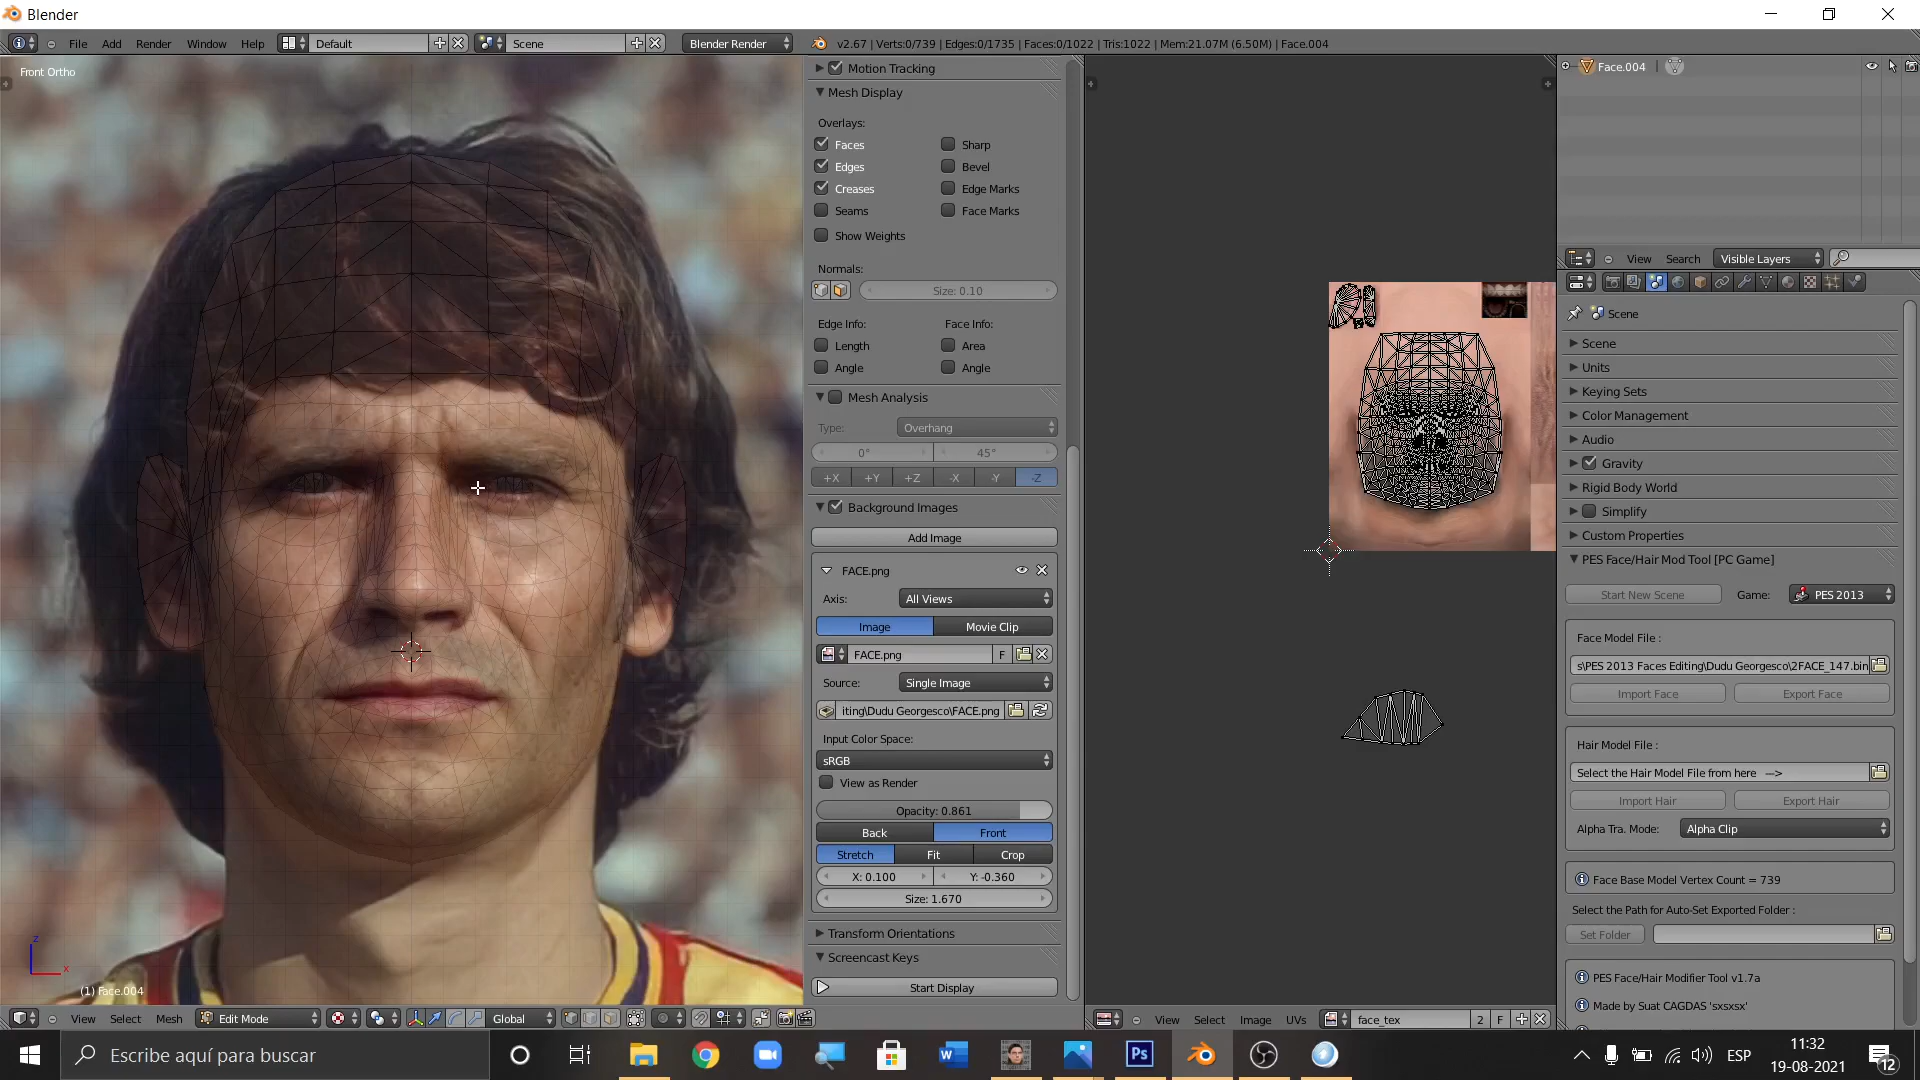 Blender
File Add Render Window Help Default Scene Blender Render v2.67 | Verts:0/739 | Edges:0/1735 | Faces:0/1022 | Tris:1022 | Mem:21.07M (6.50M) | Face.004
Front Ortho
Motion Tracking
Mesh Display
Overlays:
Faces Sharp
Edges Bevel
Creases Edge Marks
Seams Face Marks
Show Weights
Normals:
Size: 0.10
Edge Info: Face Info:
Length Area
Angle Angle
Mesh Analysis
Type: Overhang
0° 45°
+X +Y +Z -X -Y -Z
Background Images
Add Image
FACE.png
Axis: All Views
Image Movie Clip
FACE.png F
Source: Single Image
iting\Dudu Georgesco\FACE.png
Input Color Space:
sRGB
View as Render
Opacity: 0.861
Back Front
Stretch Fit Crop
X: 0.100 Y: -0.360
Size: 1.670
Transform Orientations
Screencast Keys
Start Display
z
x
(1) Face.004
View Select Mesh Edit Mode Global
View Select Image UVs face_tex 2 F
Face.004
View Search Visible Layers
Scene
Scene
Units
Keying Sets
Color Management
Audio
Gravity
Rigid Body World
Simplify
Custom Properties
PES Face/Hair Mod Tool [PC Game]
Start New Scene Game: PES 2013
Face Model File :
s\PES 2013 Faces Editing\Dudu Georgesco\2FACE_147.bin
Import Face Export Face
Hair Model File :
Select the Hair Model File from here --->
Import Hair Export Hair
Alpha Tra. Mode: Alpha Clip
Face Base Model Vertex Count = 739
Select the Path for Auto-Set Exported Folder :
Set Folder
PES Face/Hair Modifier Tool v1.7a
Made by Suat CAGDAS 'sxsxsx'
Escribe aquí para buscar
W
Ps
ESP
11:32
19-08-2021
12